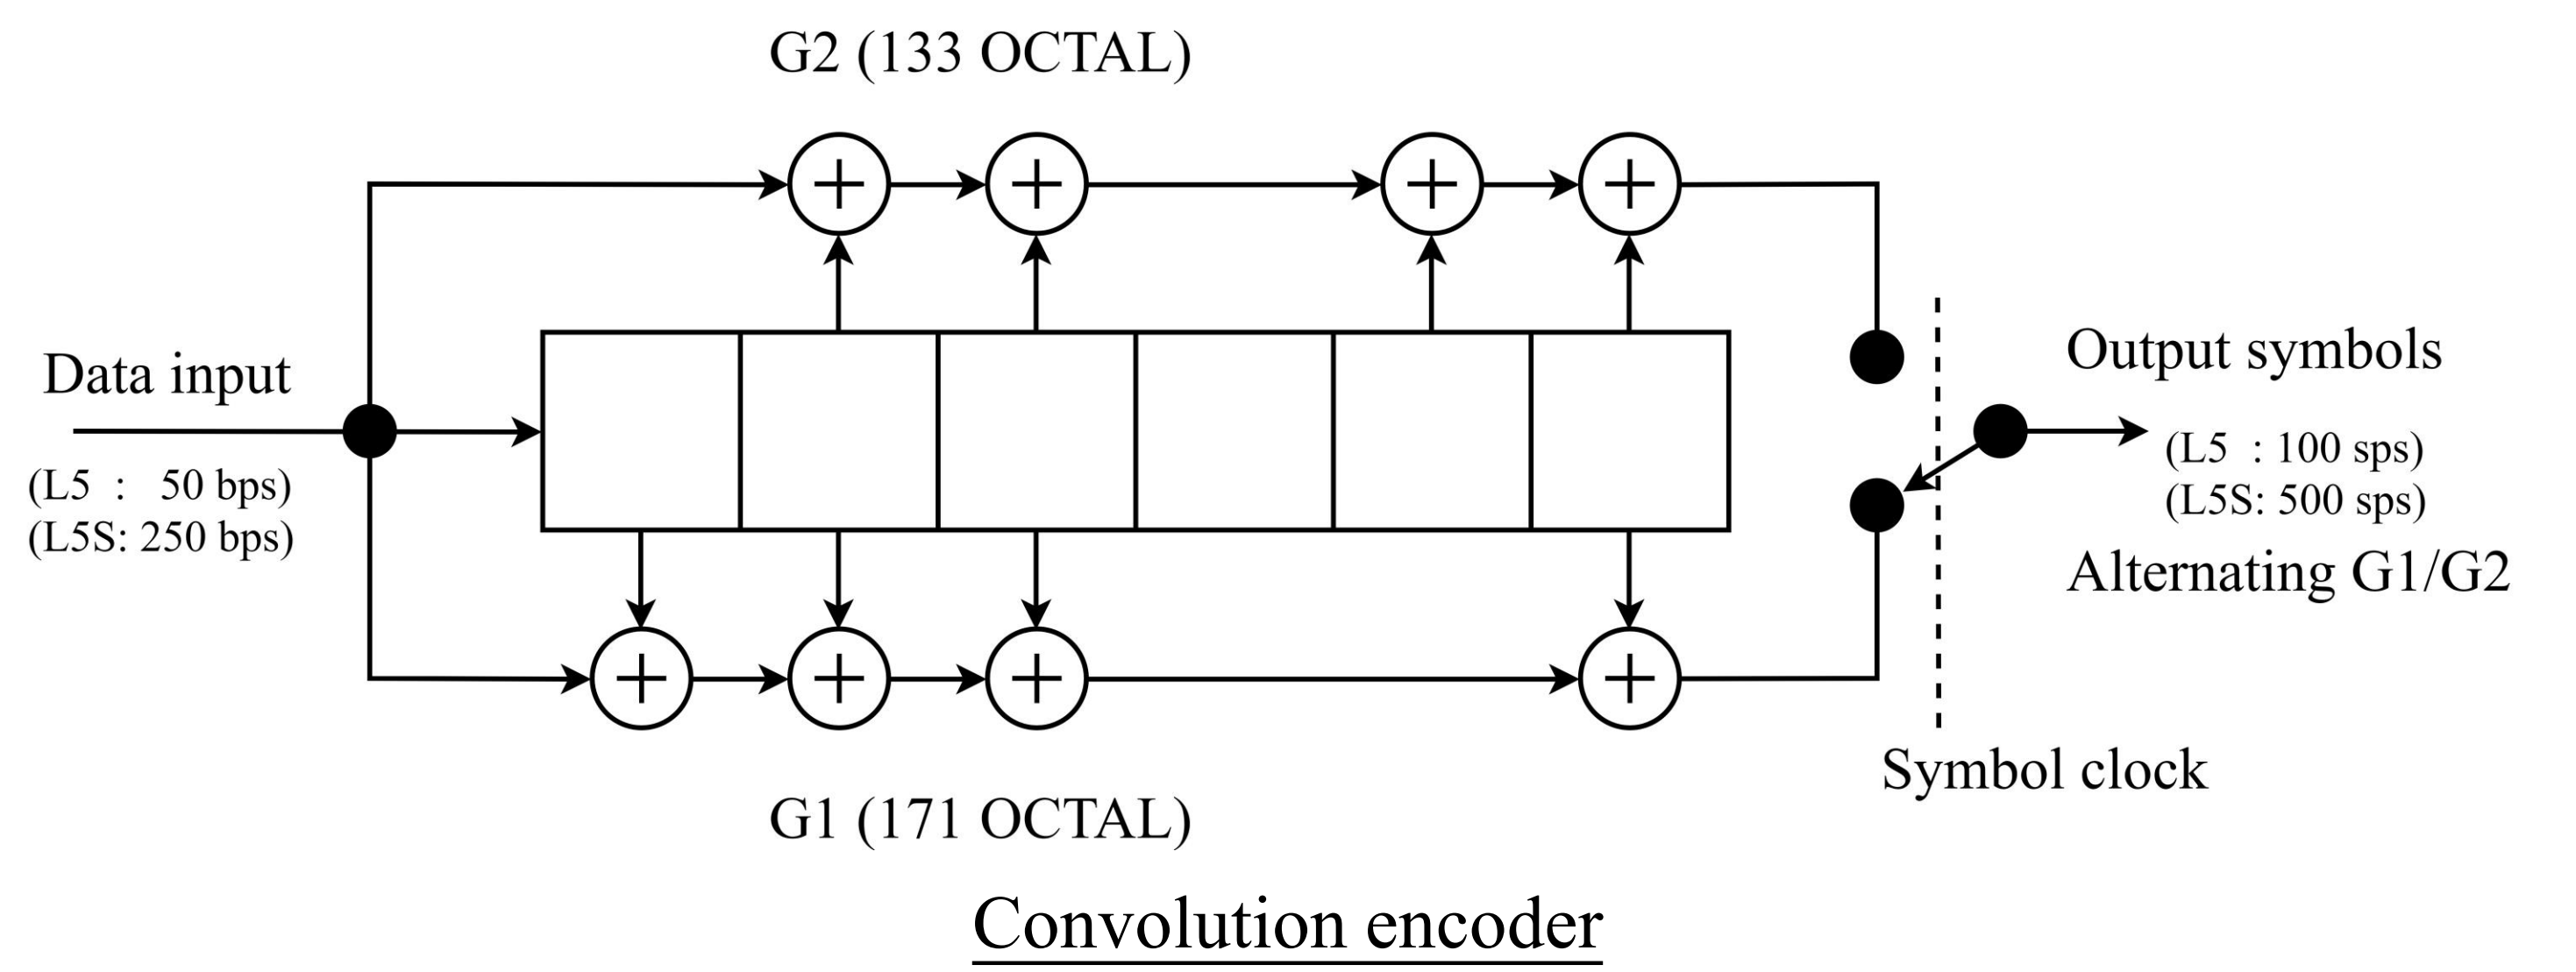 G2 (133 OCTAL)
Data input
(L5 : 50 bps)
(L5S: 250 bps)
Output symbols
(L5 : 100 sps)
(L5S: 500 sps)
Alternating G1/G2
Symbol clock
G1 (171 OCTAL)
Convolution encoder